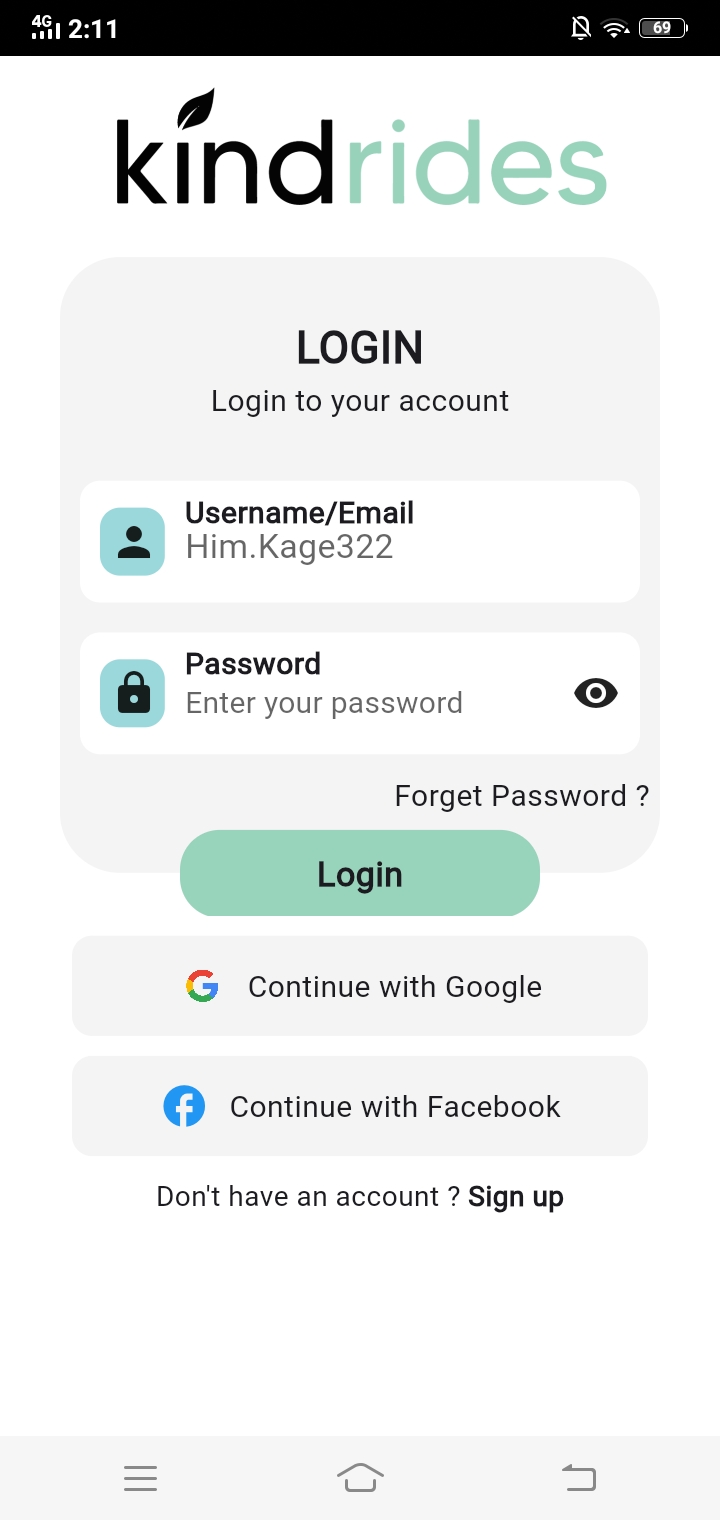 4G 2:11 69
kindrides
LOGIN
Login to your account
Username/Email
Him.Kage322
Password
Enter your password
Forget Password ?
Login
Continue with Google
Continue with Facebook
Don't have an account ? Sign up